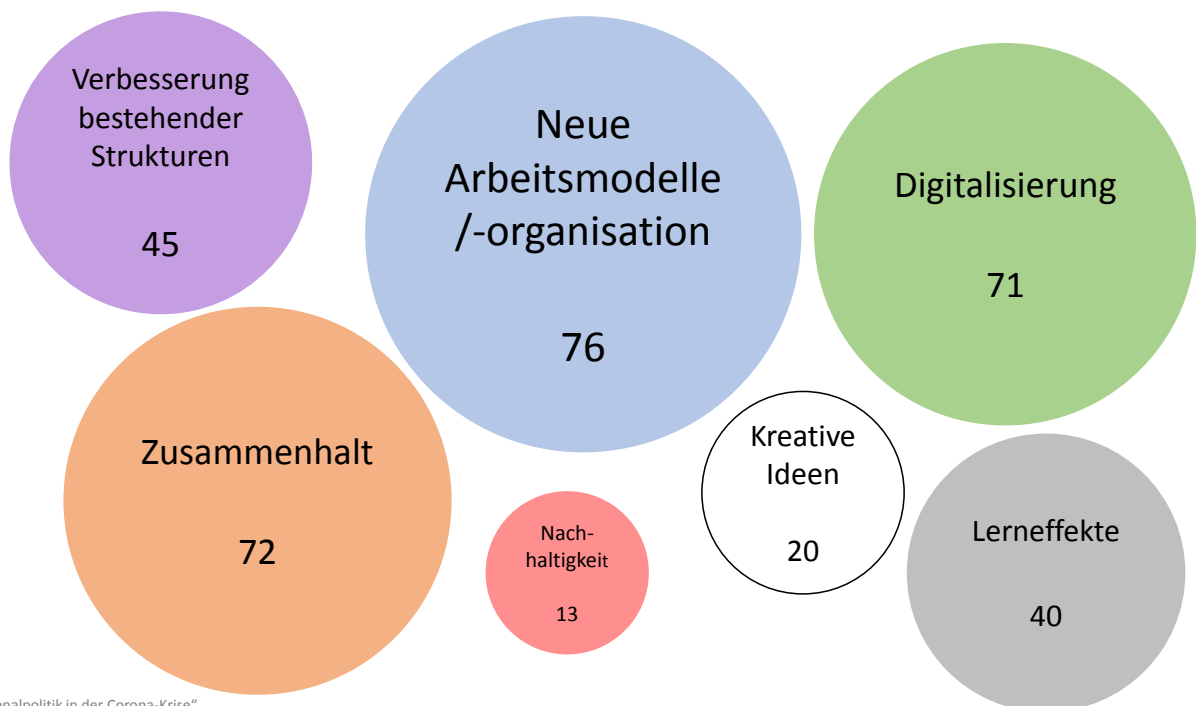 Verbesserung
bestehender
Strukturen
45
Neue
Arbeitsmodelle
/-organisation
76
Digitalisierung
71
Zusammenhalt
72
Nach-
haltigkeit
13
Kreative
Ideen
20
Lerneffekte
40
in der Corona-Krise“